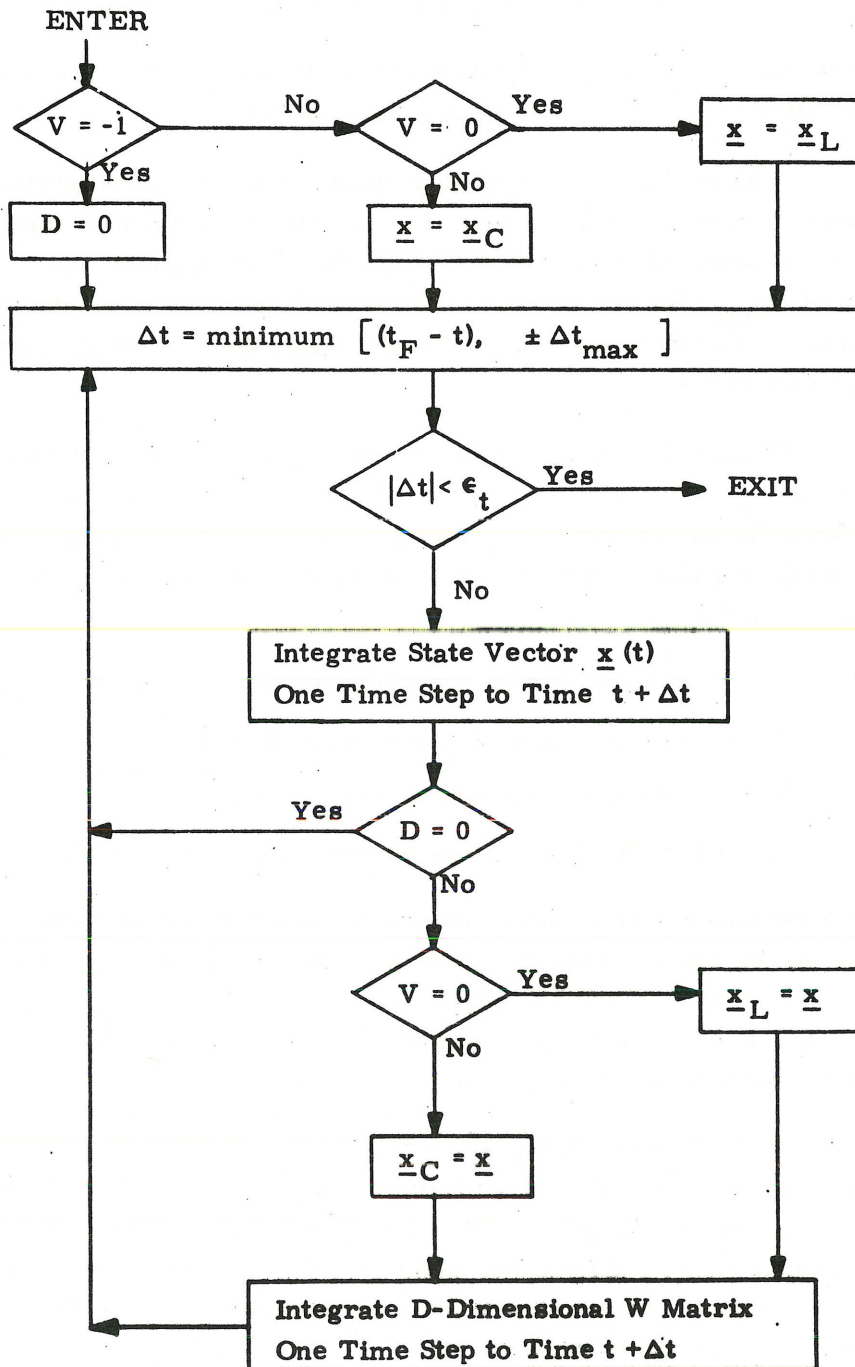 ENTER
V = -1
No
V = 0
Yes
x = x_L
Yes
No
D = 0
x = x_C
Δt = minimum [ (t_F - t), ± Δt_max ]
|Δt| < ε_t
Yes
EXIT
No
Integrate State Vector x (t)
One Time Step to Time t + Δt
Yes
D = 0
No
V = 0
Yes
x_L = x
No
x_C = x
Integrate D-Dimensional W Matrix
One Time Step to Time t + Δt